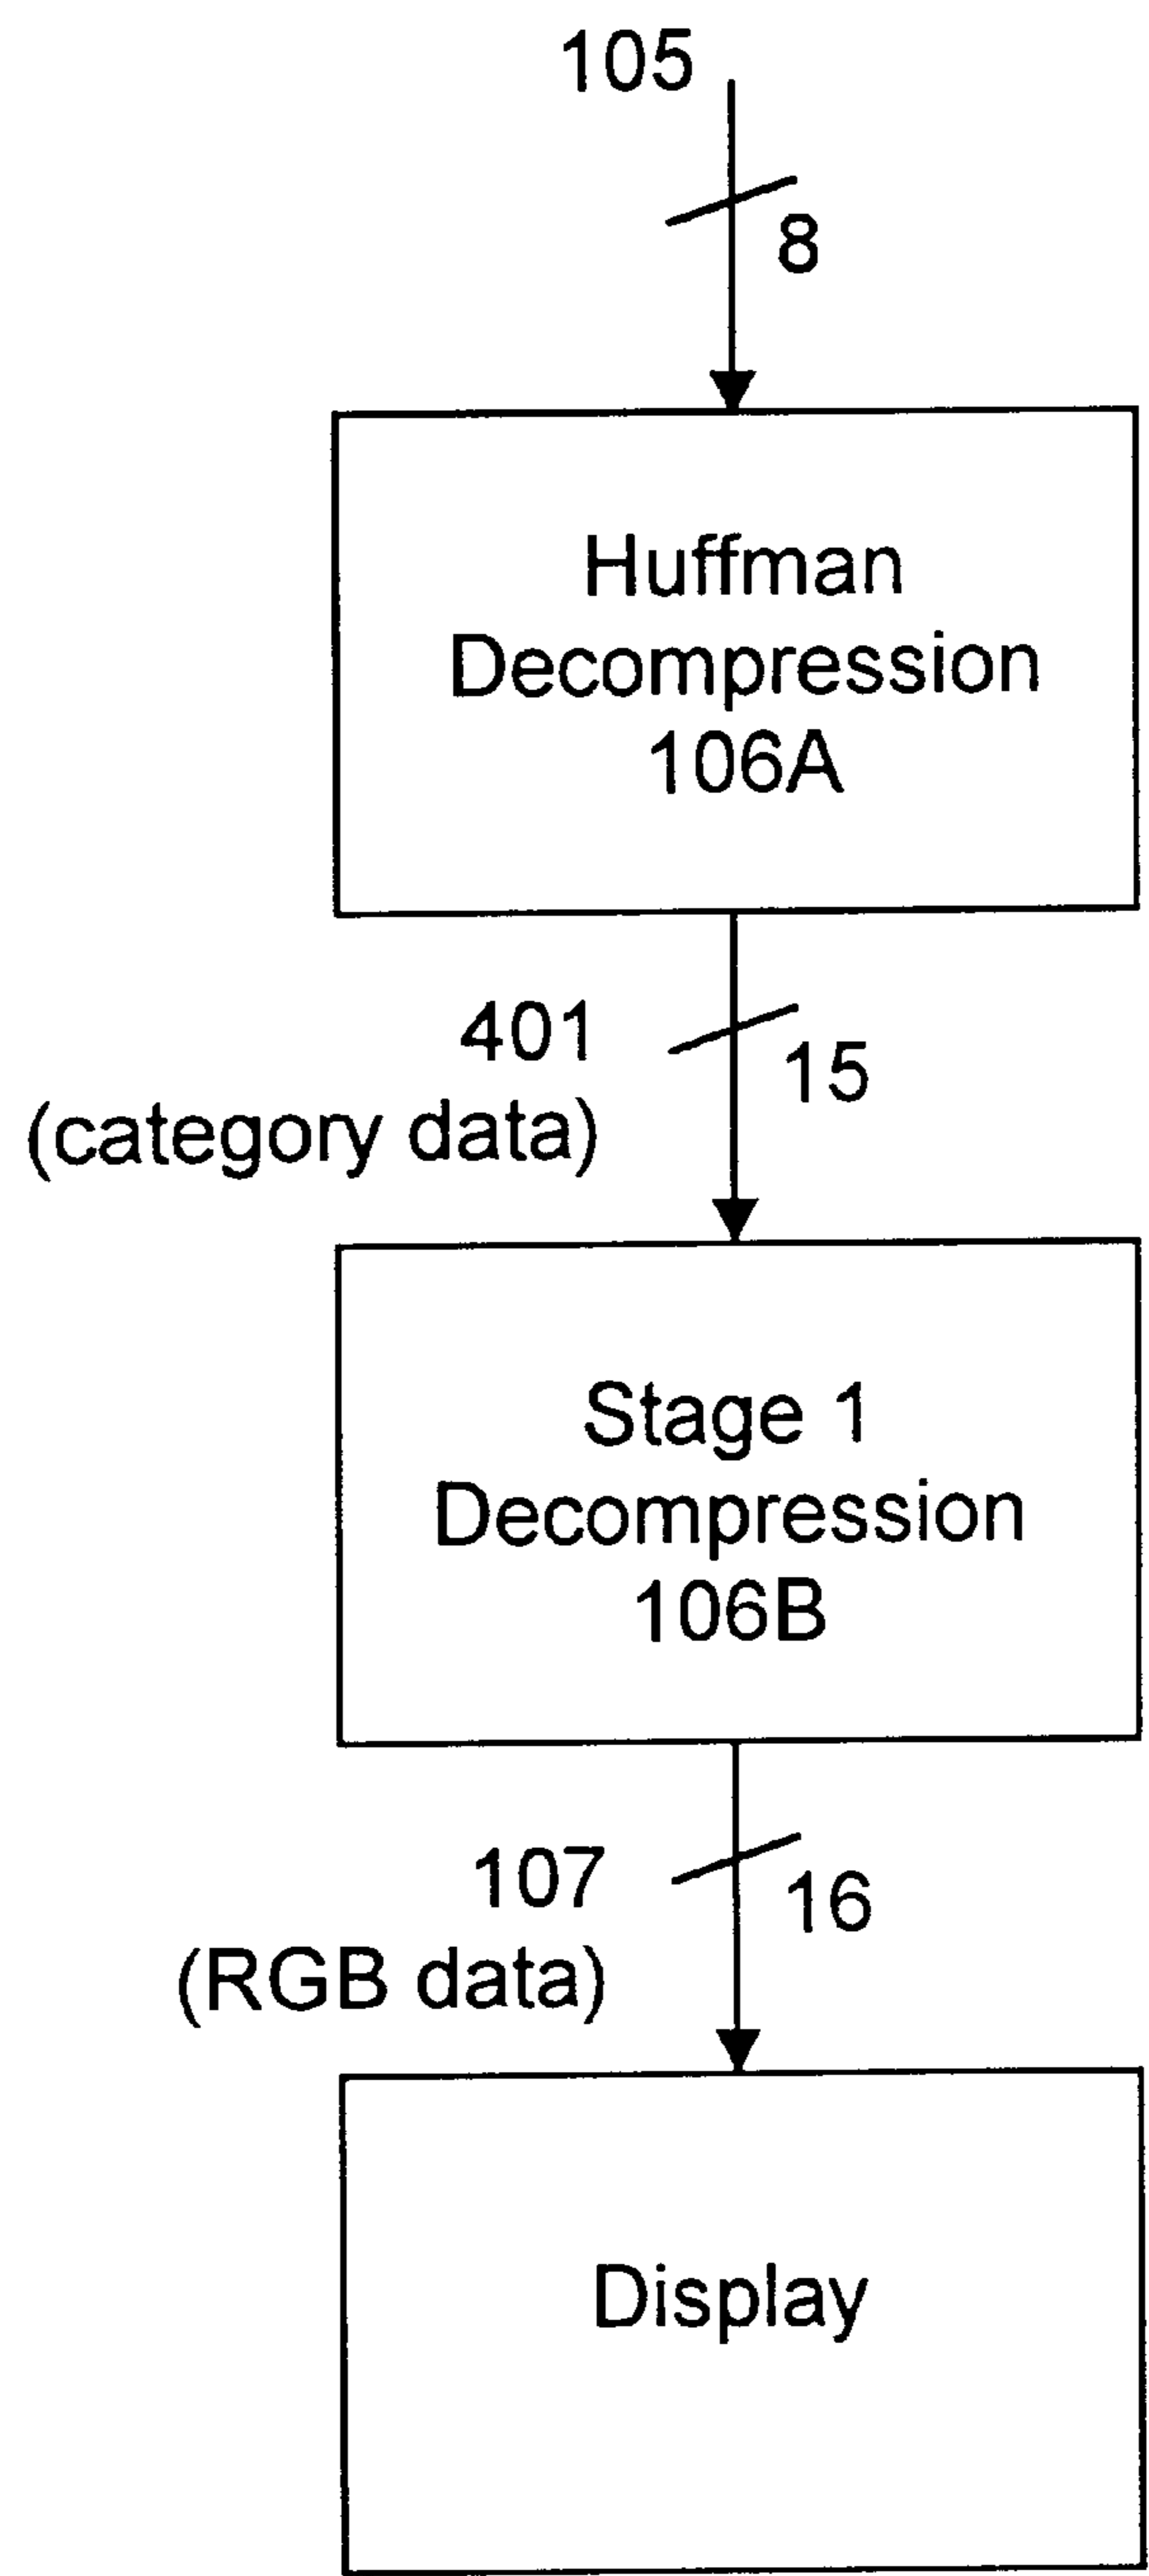 105
8
Huffman
Decompression
106A
401
15
(category data)
Stage 1
Decompression
106B
107
16
(RGB data)
Display